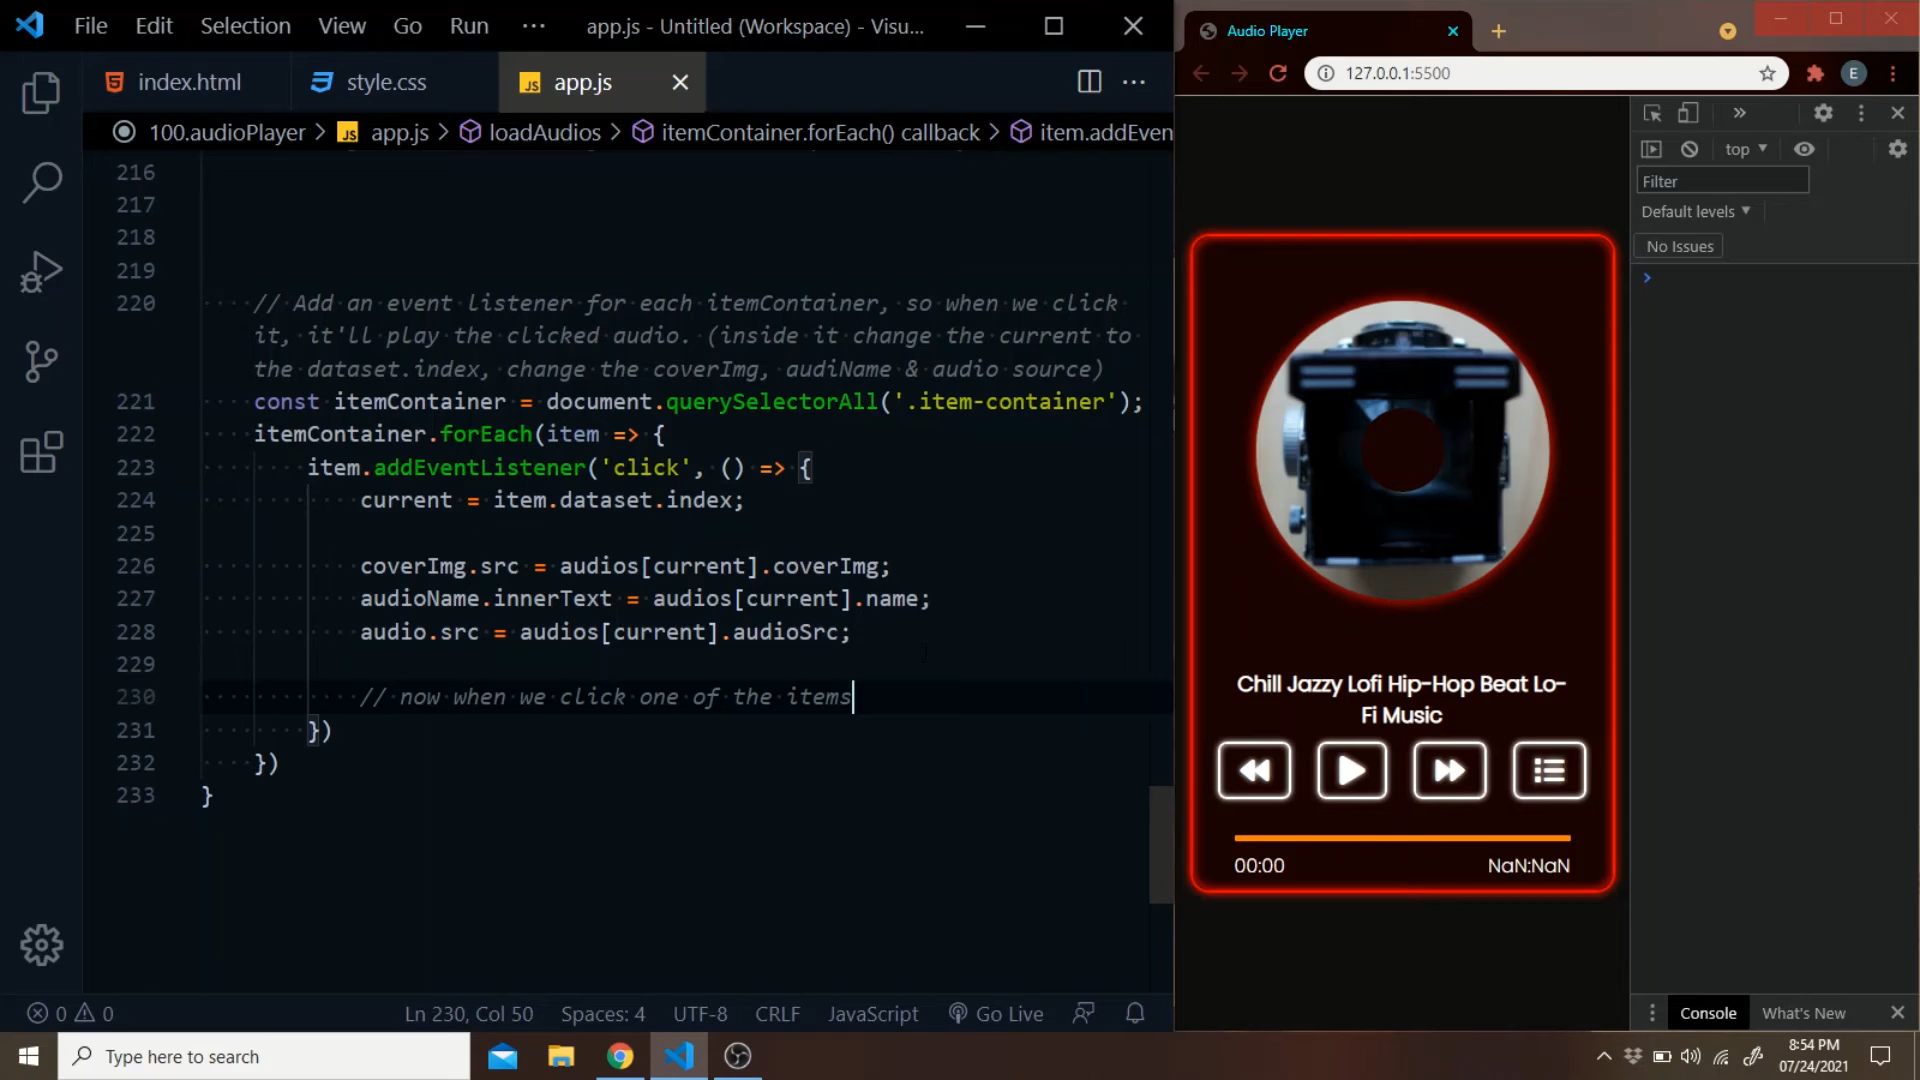 File Edit Selection View Go Run ··· app.js - Untitled (Workspace) - Visu...
index.html style.css JS app.js
100.audioPlayer > JS app.js > loadAudios > itemContainer.forEach() callback > item.addEven
216
217
218
219
220 // Add an event listener for each itemContainer, so when we click
it, it'll play the clicked audio. (inside it change the current to
the dataset.index, change the coverImg, audiName & audio source)
221 const itemContainer = document.querySelectorAll('.item-container');
222 itemContainer.forEach(item => {
223 item.addEventListener('click', () => {
224 current = item.dataset.index;
225
226 coverImg.src = audios[current].coverImg;
227 audioName.innerText = audios[current].name;
228 audio.src = audios[current].audioSrc;
229
230 // now when we click one of the items
231 })
232 })
233 }
0 0 Ln 230, Col 50 Spaces: 4 UTF-8 CRLF JavaScript Go Live
Audio Player
127.0.0.1:5500 E
top
Filter
Default levels
No Issues
Chill Jazzy Lofi Hip-Hop Beat Lo-
Fi Music
00:00 NaN:NaN
Console What's New
Type here to search
8:54 PM
07/24/2021